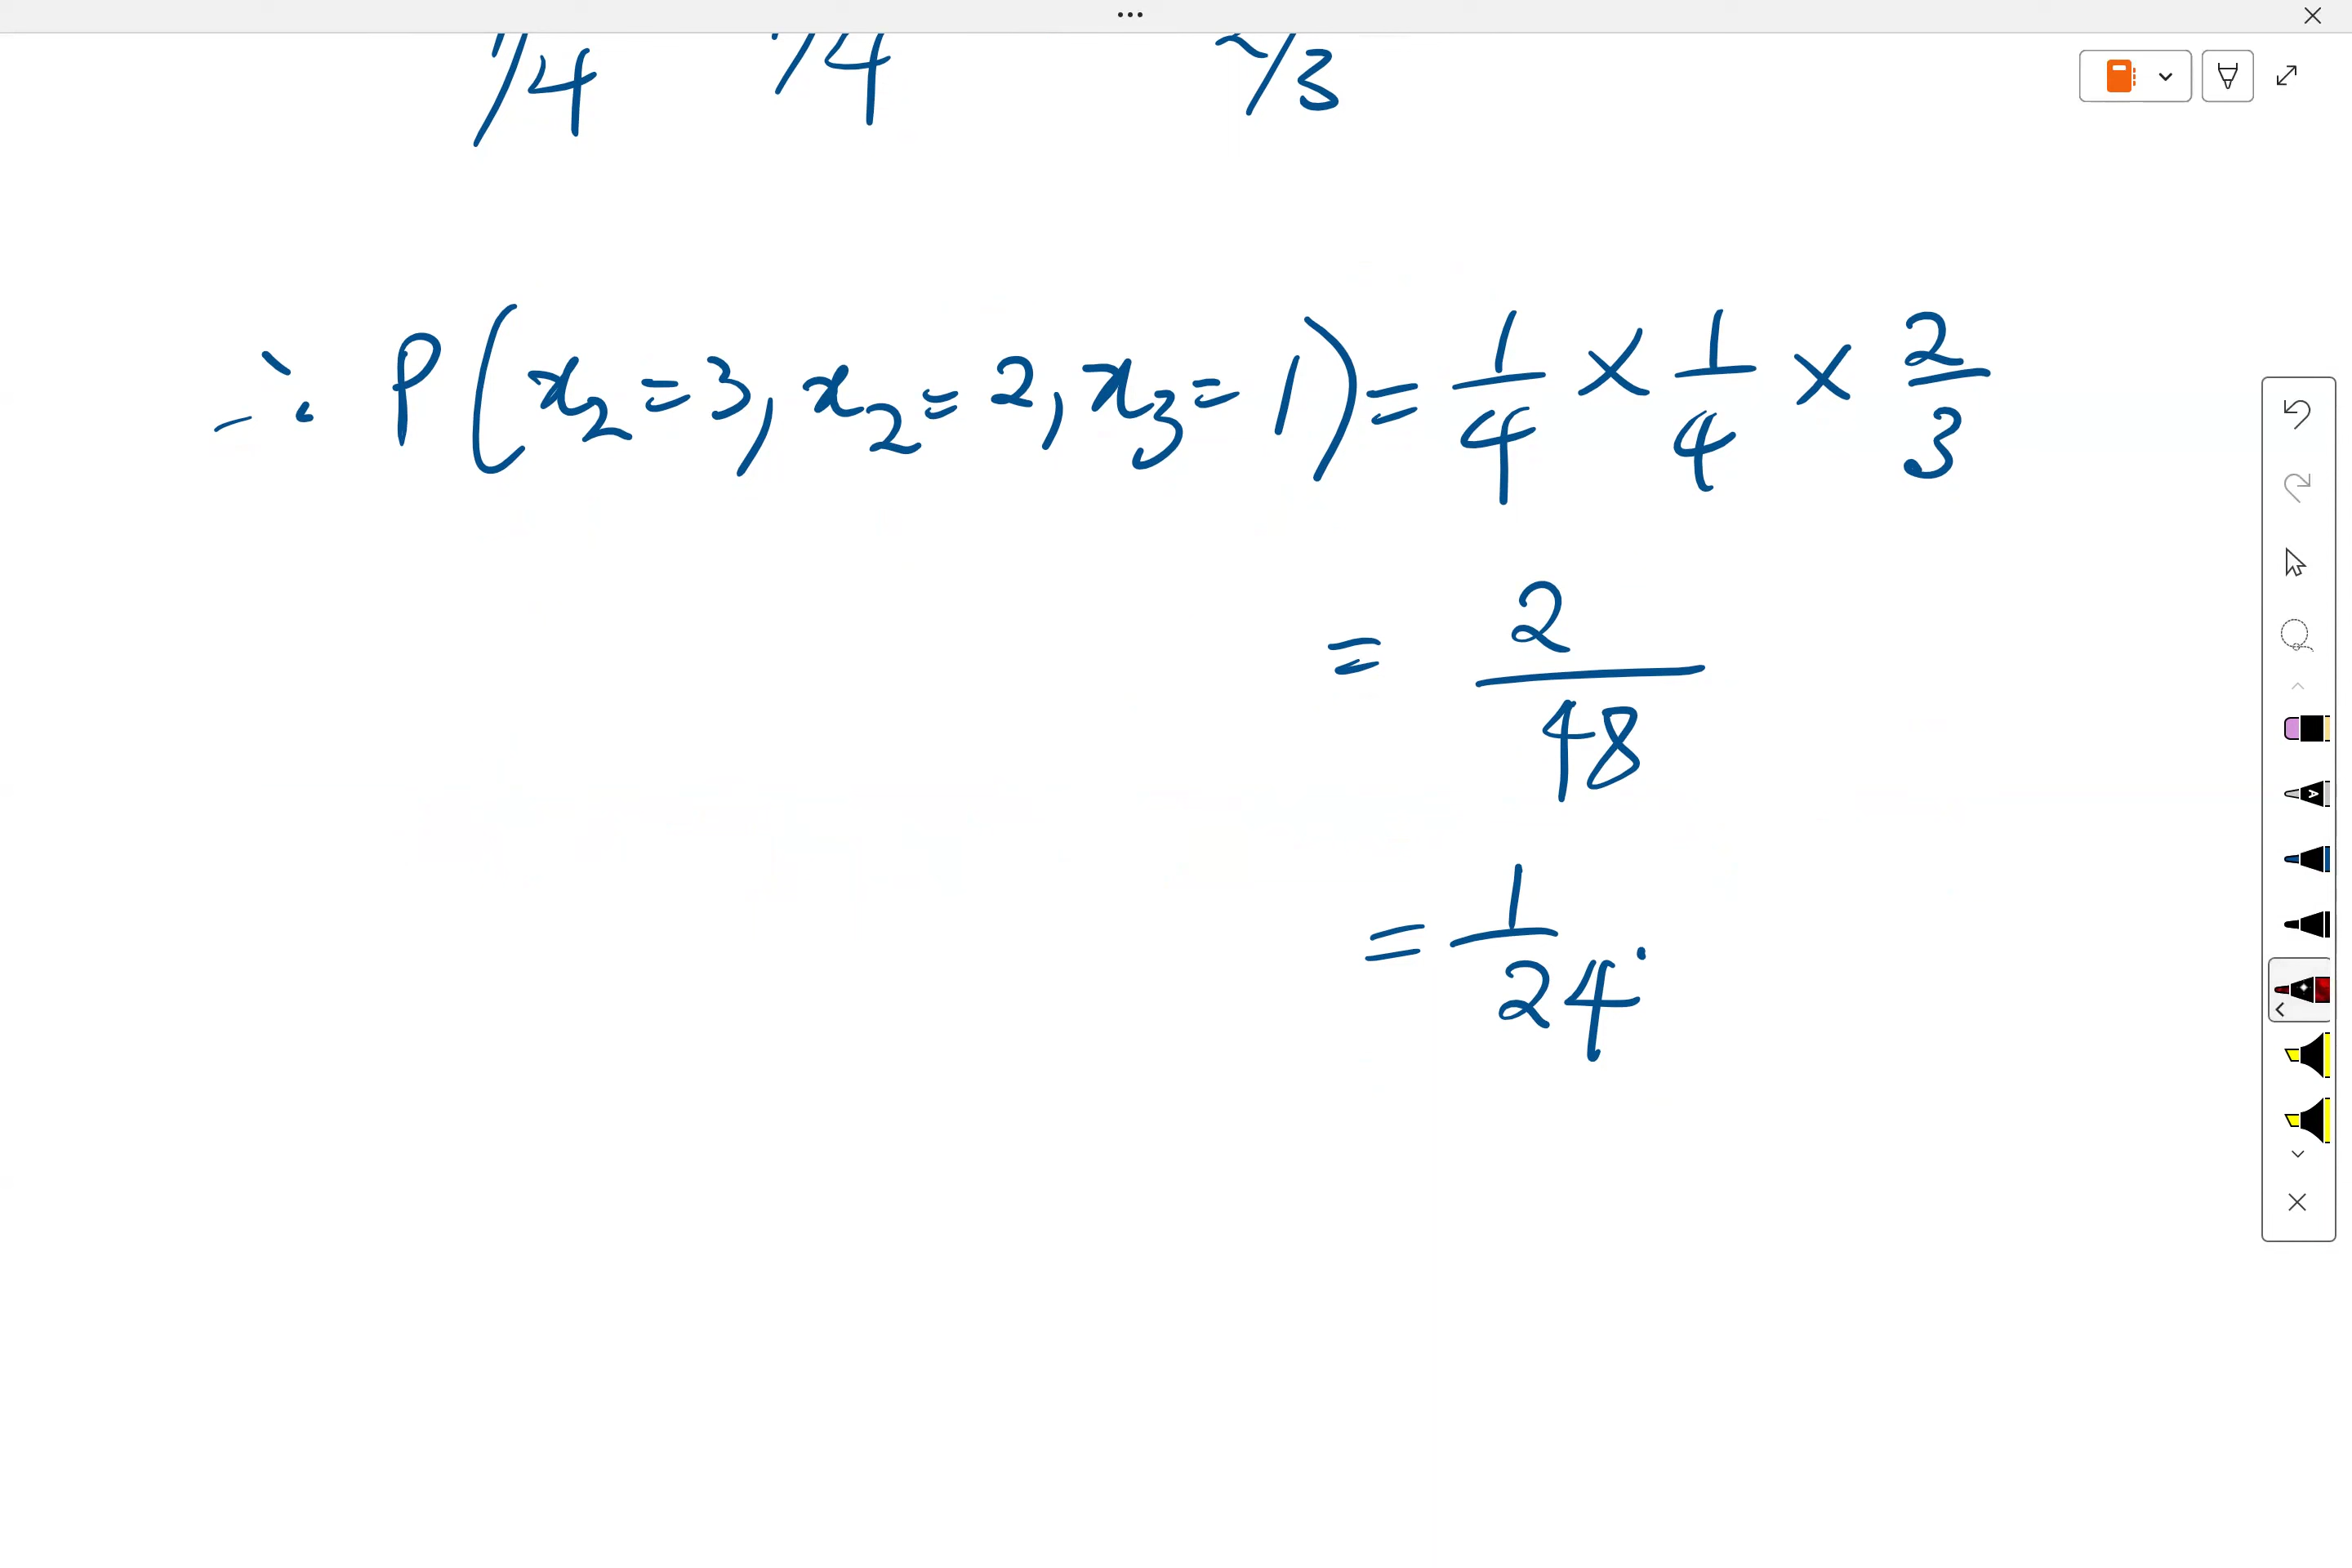 1/4 1/4 2/3
∴ P(x₂=3, x₂=2, x₃=1) = 1/4 × 1/4 × 2/3
= 2/48
= 1/24.